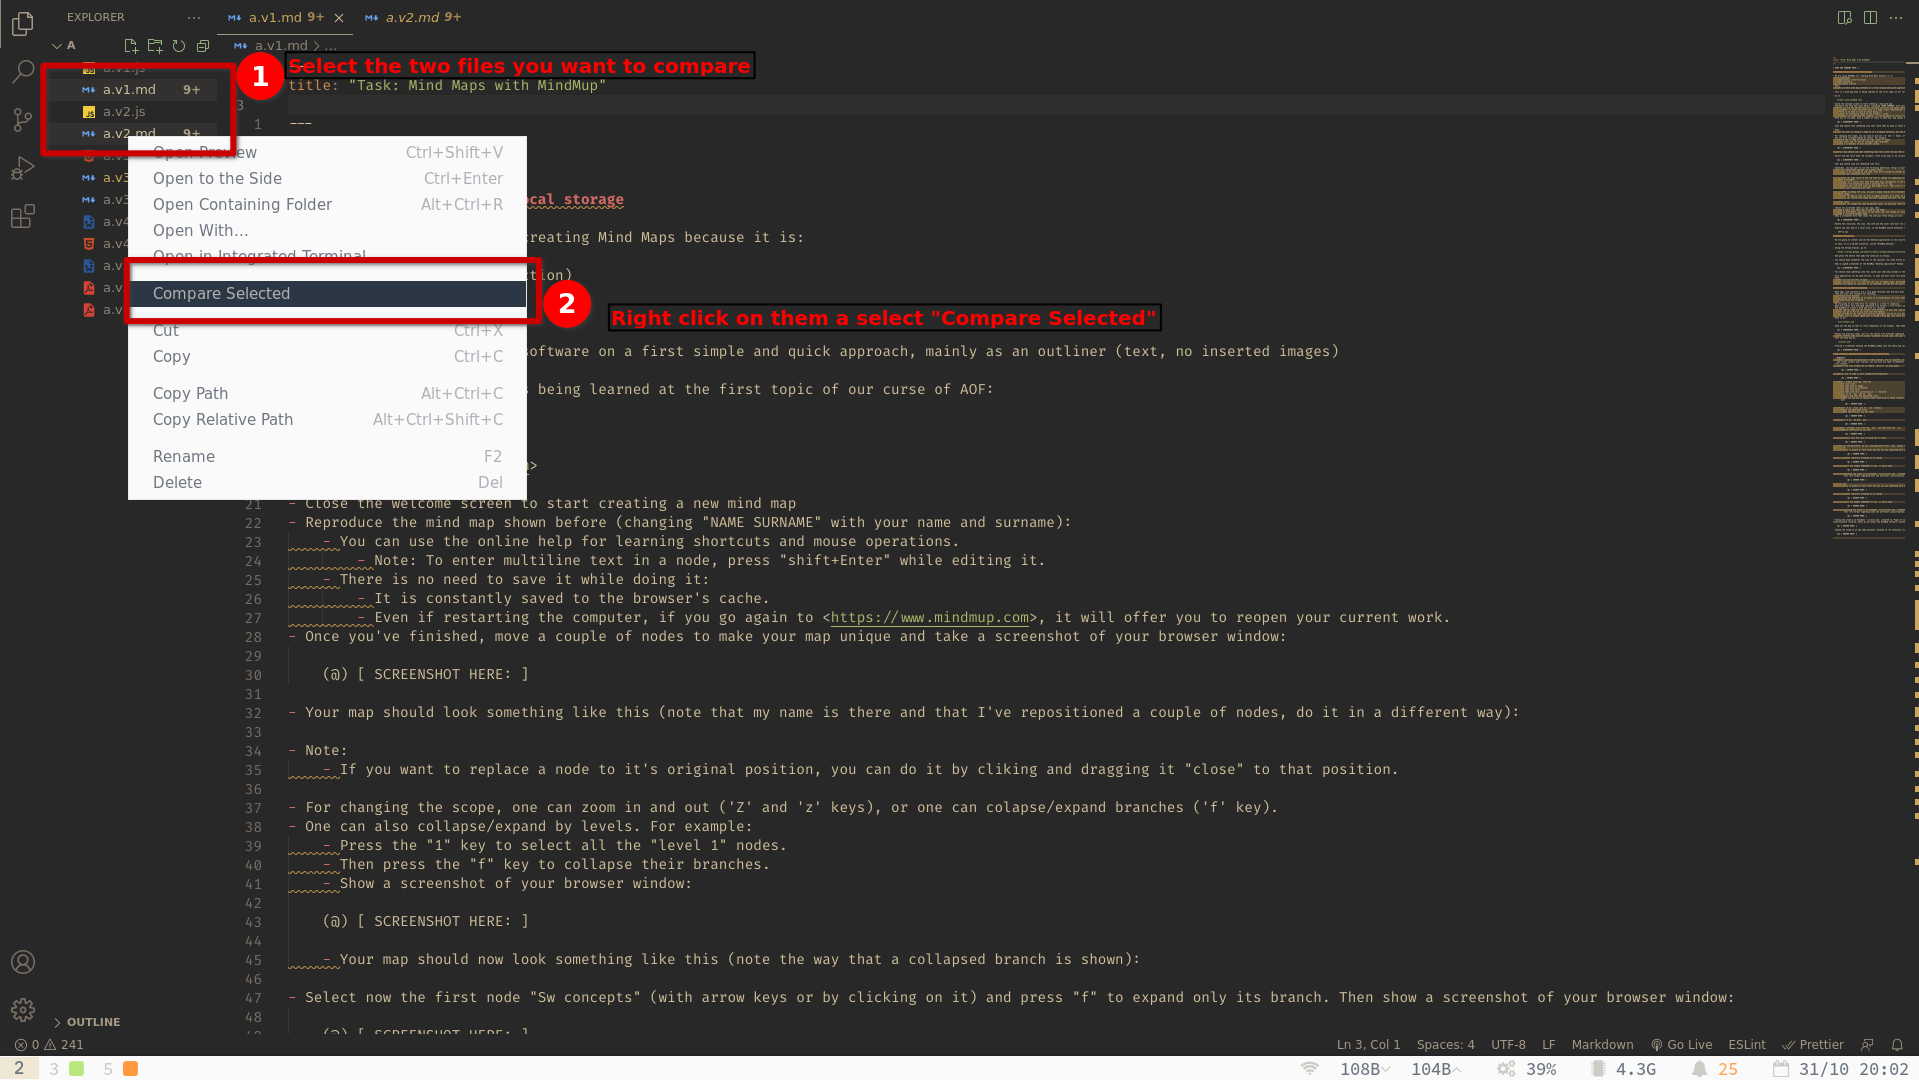 EXPLORER
a.v1.md 9+
a.v2.md 9+
A
a.v1.md > ...
a.v1.js
a.v1.md 9+
a.v2.js
a.v2.md 9+
1
Select the two files you want to compare
title: "Task: Mind Maps with MindMup"
3
1 ---
Open Preview Ctrl+Shift+V
Open to the Side Ctrl+Enter
Open Containing Folder Alt+Ctrl+R
Open With...
Open in Integrated Terminal
Compare Selected
Cut Ctrl+X
Copy Ctrl+C
Copy Path Alt+Ctrl+C
Copy Relative Path Alt+Ctrl+Shift+C
Rename F2
Delete Del
2
Right click on them a select "Compare Selected"
ocal storage
creating Mind Maps because it is:
tion)
software on a first simple and quick approach, mainly as an outliner (text, no inserted images)
being learned at the first topic of our curse of AOF:
>
21 - Close the welcome screen to start creating a new mind map
22 - Reproduce the mind map shown before (changing "NAME SURNAME" with your name and surname):
23 - You can use the online help for learning shortcuts and mouse operations.
24 - Note: To enter multiline text in a node, press "shift+Enter" while editing it.
25 - There is no need to save it while doing it:
26 - It is constantly saved to the browser's cache.
27 - Even if restarting the computer, if you go again to <https://www.mindmup.com>, it will offer you to reopen your current work.
28 - Once you've finished, move a couple of nodes to make your map unique and take a screenshot of your browser window:
29
30 (@) [ SCREENSHOT HERE: ]
31
32 - Your map should look something like this (note that my name is there and that I've repositioned a couple of nodes, do it in a different way):
33
34 - Note:
35 - If you want to replace a node to it's original position, you can do it by cliking and dragging it "close" to that position.
36
37 - For changing the scope, one can zoom in and out ('Z' and 'z' keys), or one can colapse/expand branches ('f' key).
38 - One can also collapse/expand by levels. For example:
39 - Press the "1" key to select all the "level 1" nodes.
40 - Then press the "f" key to collapse their branches.
41 - Show a screenshot of your browser window:
42
43 (@) [ SCREENSHOT HERE: ]
44
45 - Your map should now look something like this (note the way that a collapsed branch is shown):
46
47 - Select now the first node "Sw concepts" (with arrow keys or by clicking on it) and press "f" to expand only its branch. Then show a screenshot of your browser window:
48
(@) [ SCREENSHOT HERE: ]
OUTLINE
0 241
Ln 3, Col 1 Spaces: 4 UTF-8 LF Markdown Go Live ESLint Prettier
2 3 5
108B 104B 39% 4.3G 25 31/10 20:02